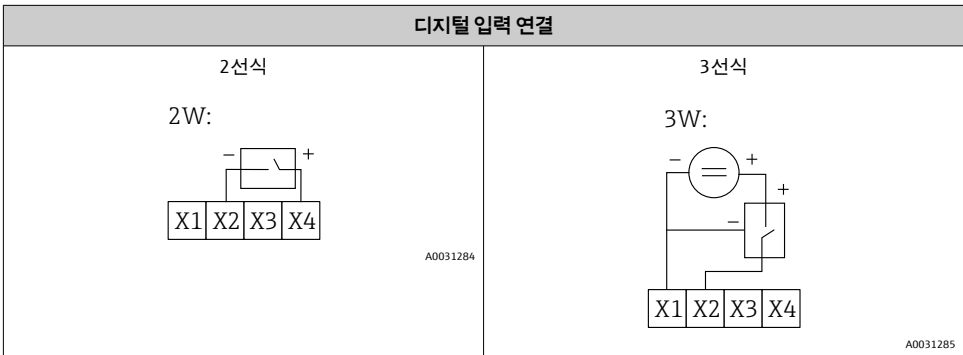 디지털 입력 연결
2선식
2W:
- +
X1 X2 X3 X4
A0031284
3선식
3W:
- +
+
-
X1 X2 X3 X4
A0031285